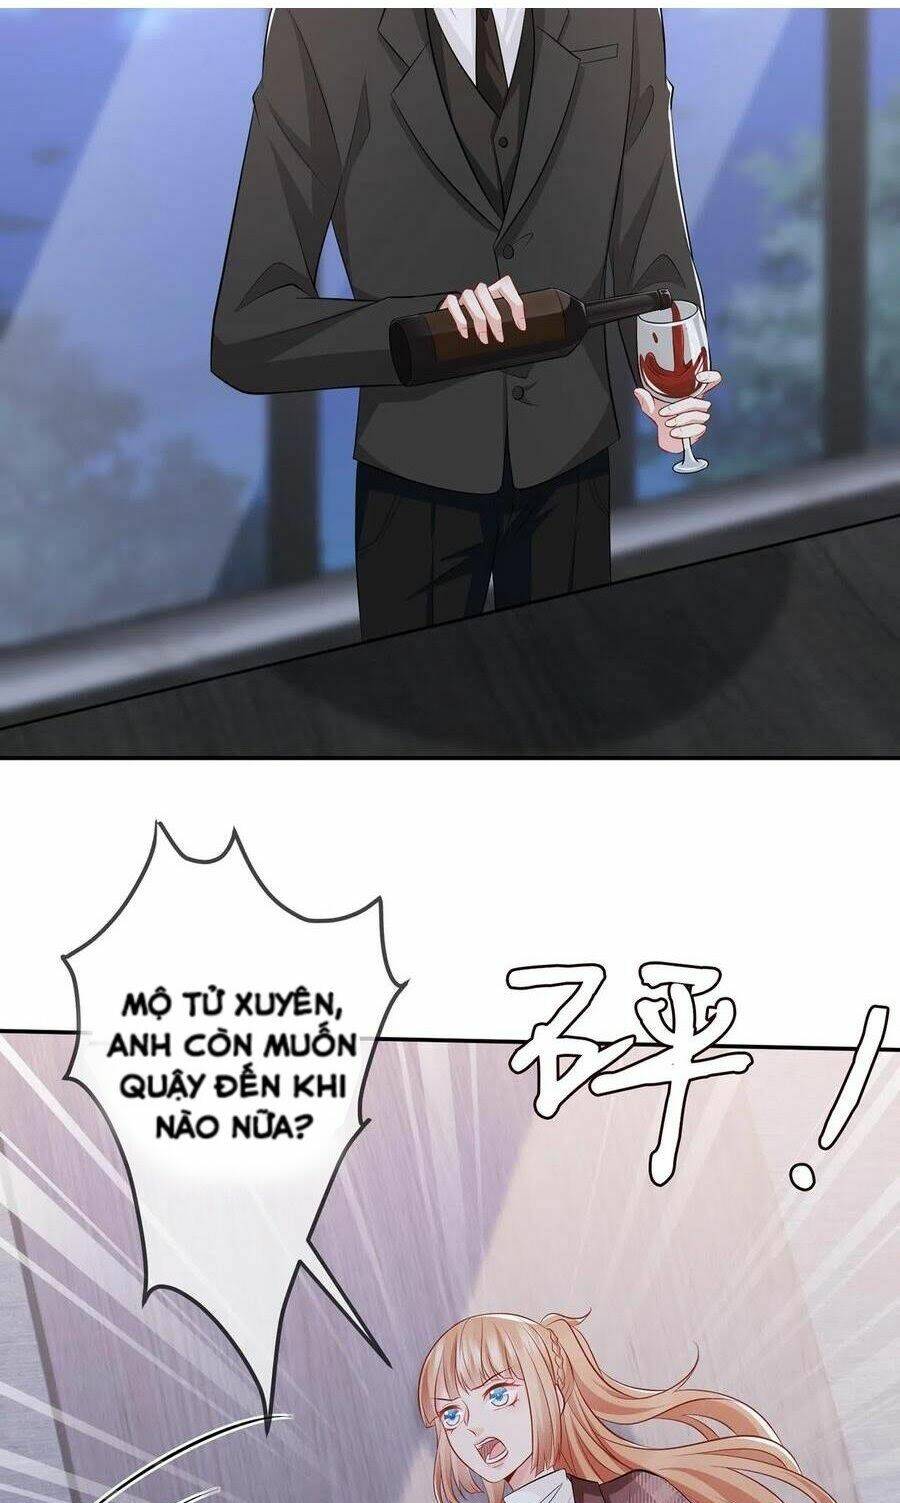 MỘ TỬ XUYÊN,
ANH CÒN MUỐN
QUẬY ĐẾN KHI
NÀO NỮA?
砰!